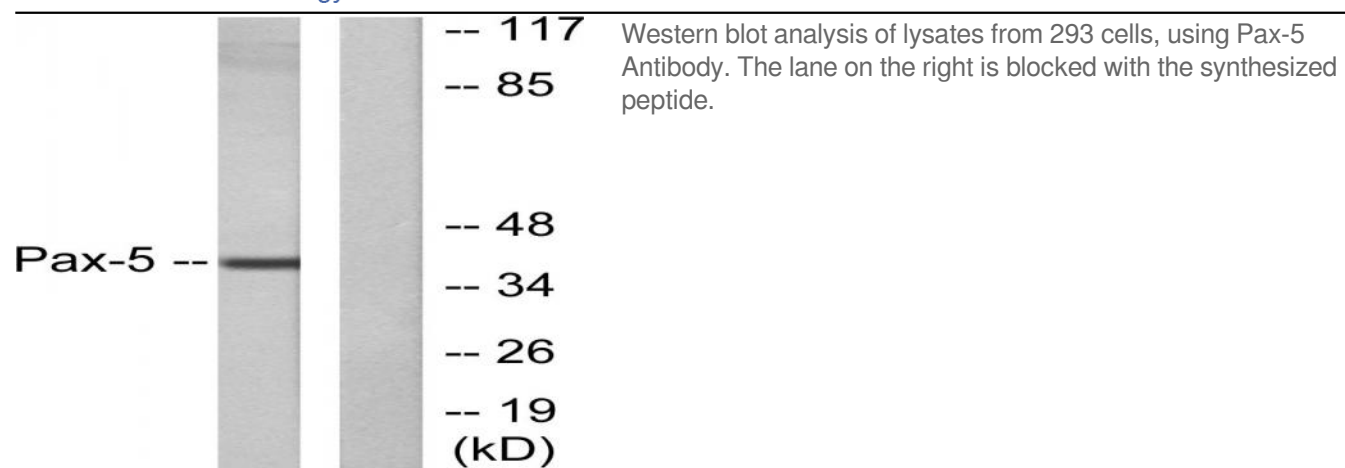 gy
-- 117
-- 85
-- 48
Pax-5 --
-- 34
-- 26
-- 19
(kD)
Western blot analysis of lysates from 293 cells, using Pax-5
Antibody. The lane on the right is blocked with the synthesized
peptide.